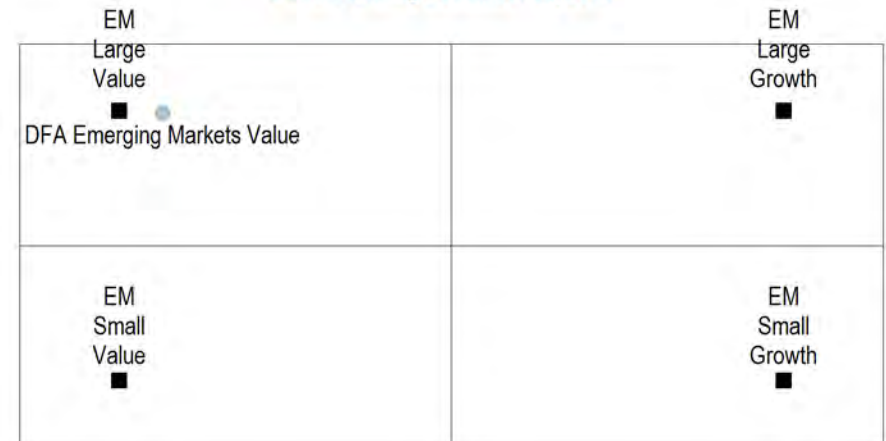 EM
Large
Value
EM
Large
Growth
DFA Emerging Markets Value
EM
Small
Value
EM
Small
Growth